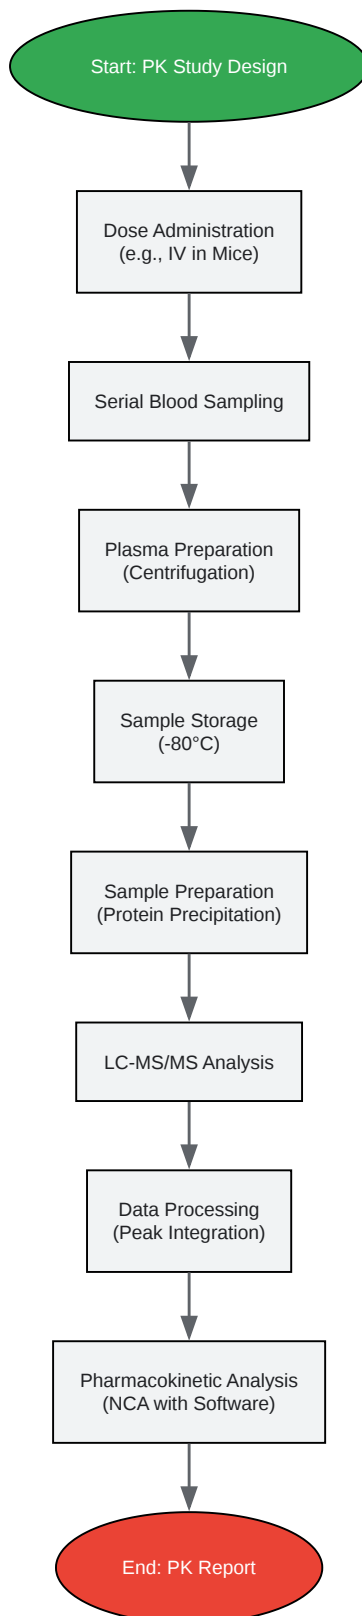 Start: PK Study Design
Dose Administration
(e.g., IV in Mice)
Serial Blood Sampling
Plasma Preparation
(Centrifugation)
Sample Storage
(-80°C)
Sample Preparation
(Protein Precipitation)
LC-MS/MS Analysis
Data Processing
(Peak Integration)
Pharmacokinetic Analysis
(NCA with Software)
End: PK Report